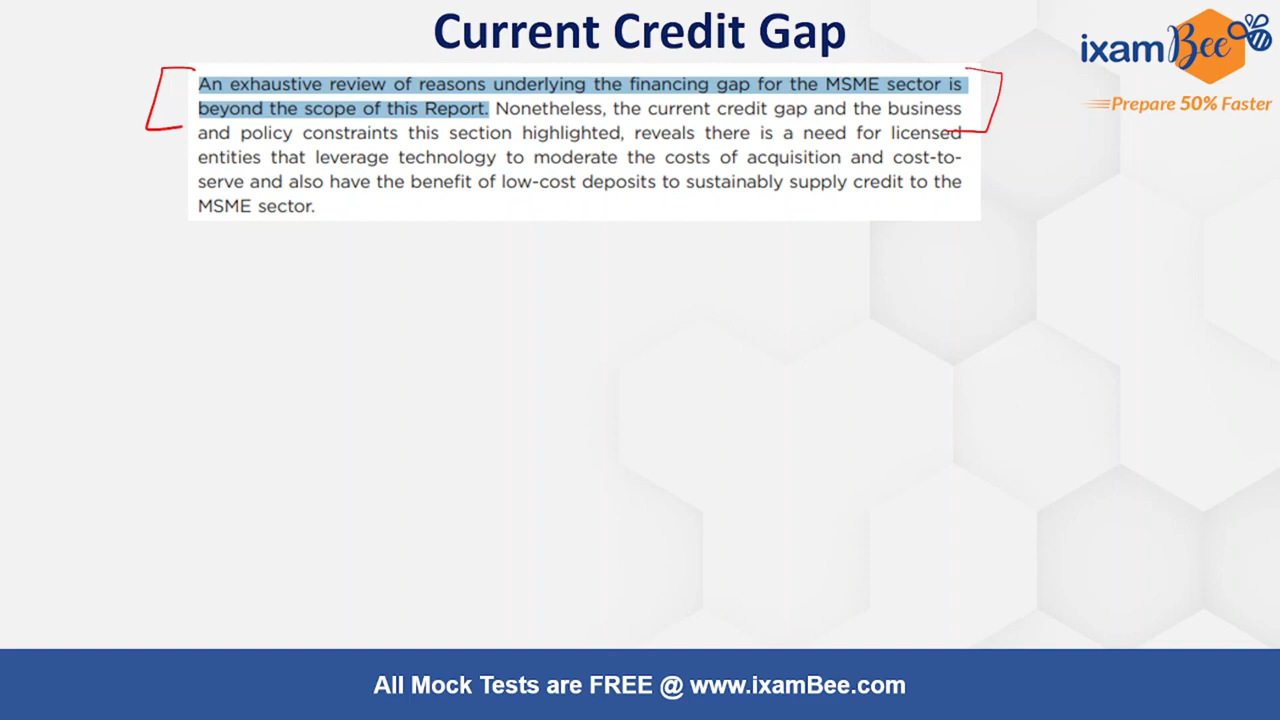 Current Credit Gap
ixamBee
Prepare 50% Faster
An exhaustive review of reasons underlying the financing gap for the MSME sector is
beyond the scope of this Report. Nonetheless, the current credit gap and the business
and policy constraints this section highlighted, reveals there is a need for licensed
entities that leverage technology to moderate the costs of acquisition and cost-to-
serve and also have the benefit of low-cost deposits to sustainably supply credit to the
MSME sector.
All Mock Tests are FREE @ www.ixamBee.com